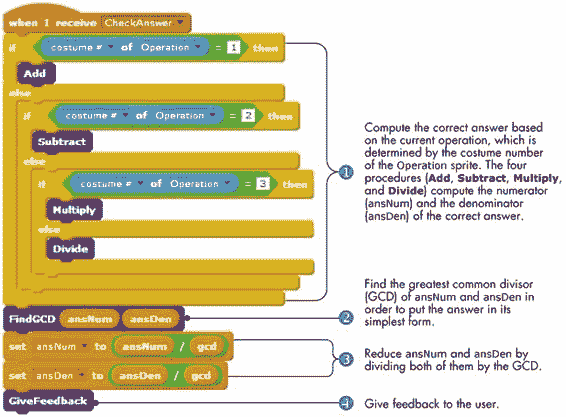 when I receive CheckAnswer
if costume # of Operation = 1 then
Add
else
if costume # of Operation = 2 then
Subtract
else
if costume # of Operation = 3 then
Multiply
else
Divide
FindGCD ansNum ansDen
set ansNum to ansNum / gcd
set ansDen to ansDen / gcd
GiveFeedback
1
Compute the correct answer based
on the current operation, which is
determined by the costume number
of the Operation sprite. The four
procedures (Add, Subtract, Multiply,
and Divide) compute the numerator
(ansNum) and the denominator
(ansDen) of the correct answer.
2
Find the greatest common divisor
(GCD) of ansNum and ansDen in
order to put the answer in its
simplest form.
3
Reduce ansNum and ansDen by
dividing both of them by the GCD.
4
Give feedback to the user.